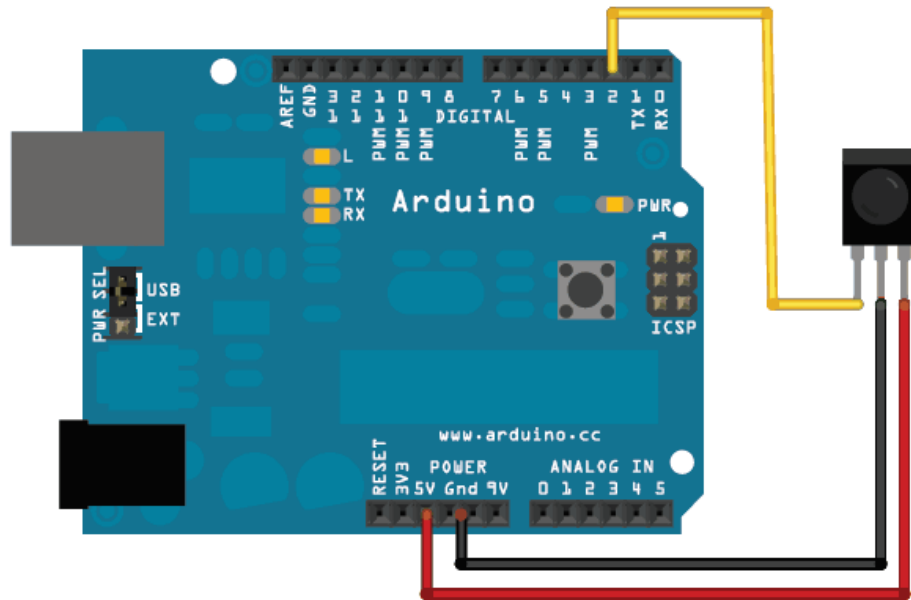 AREF
GND
13
12
11
10
9
8
7
6
5
4
3
2
1
0
DIGITAL
PWM
PWM
PWM
PWM
PWM
PWM
TX
RX
L
TX
RX
Arduino
PWR
1
PWR SEL
USB
EXT
ICSP
www.arduino.cc
POWER
ANALOG IN
RESET
3V3
5V Gnd 9V
0 1 2 3 4 5